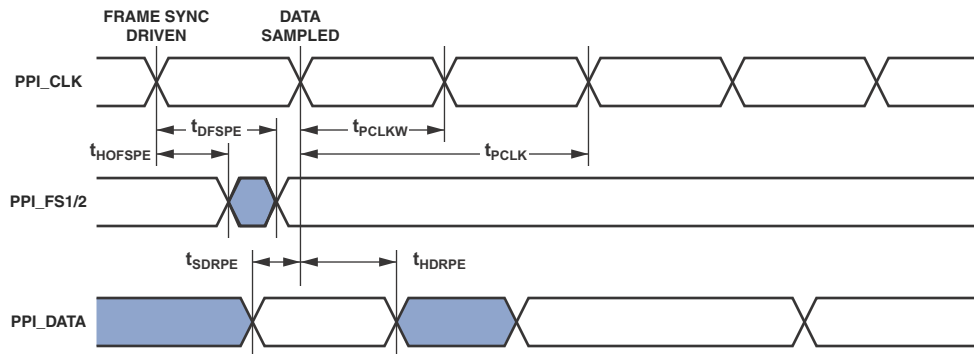 FRAME SYNC
DRIVEN
DATA
SAMPLED
PPI_CLK
tDFSPE
tPCLKW
tHOFSPE
tPCLK
PPI_FS1/2
tSDRPE
tHDRPE
PPI_DATA